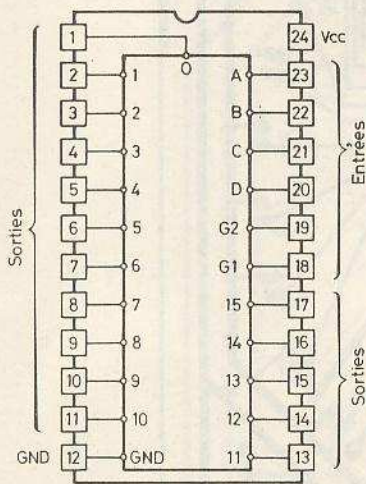 1 24 Vcc
0
2 1 A 23
3 2 B 22
4 3 C 21
5 4 D 20
6 5 G2 19
7 6 G1 18
8 7 15 17
9 8 14 16
10 9 13 15
11 10 12 14
GND 12 GND 11 13
Sorties
Entrées
Sorties